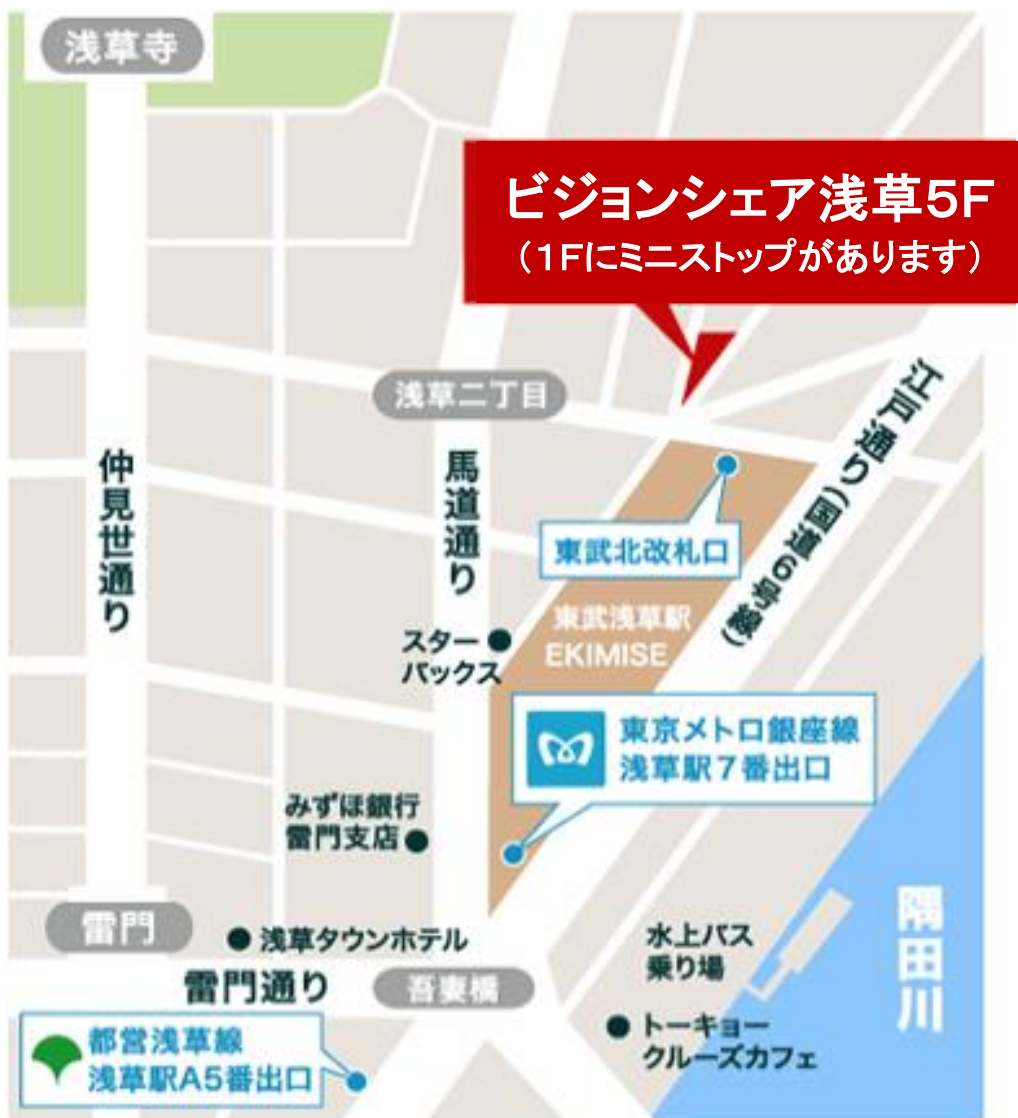 浅草寺
ビジョンシェア浅草5F
（1Fにミニストップがあります）
浅草二丁目
江戸通り(国道6号線)
仲見世通り
馬道通り
東武北改札口
東武浅草駅
EKIMISE
スター
バックス
東京メトロ銀座線
浅草駅7番出口
みずほ銀行
雷門支店
隅田川
雷門
浅草タウンホテル
水上バス
乗り場
雷門通り
吾妻橋
トーキョー
クルーズカフェ
都営浅草線
浅草駅A5番出口